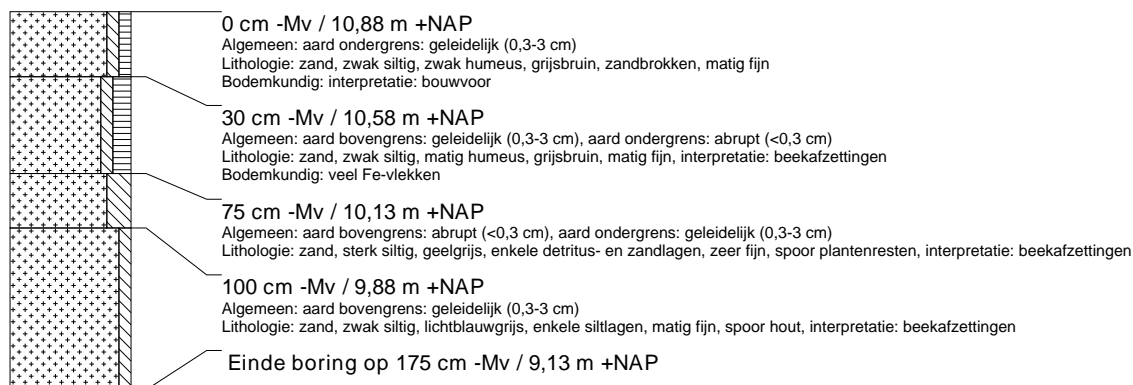 0 cm -Mv / 10,88 m +NAP
Algemeen: aard ondergrens: geleidelijk (0,3-3 cm)
Lithologie: zand, zwak siltig, zwak humeus, grijsbruin, zandbrokken, matig fijn
Bodemkundig: interpretatie: bouwvoor
30 cm -Mv / 10,58 m +NAP
Algemeen: aard bovengrens: geleidelijk (0,3-3 cm), aard ondergrens: abrupt (<0,3 cm)
Lithologie: zand, zwak siltig, matig humeus, grijsbruin, matig fijn, interpretatie: beekafzettingen
Bodemkundig: veel Fe-vlekken
75 cm -Mv / 10,13 m +NAP
Algemeen: aard bovengrens: abrupt (<0,3 cm), aard ondergrens: geleidelijk (0,3-3 cm)
Lithologie: zand, sterk siltig, geelgrijs, enkele detritus- en zandlagen, zeer fijn, spoor plantenresten, interpretatie: beekafzettingen
100 cm -Mv / 9,88 m +NAP
Algemeen: aard bovengrens: geleidelijk (0,3-3 cm)
Lithologie: zand, zwak siltig, lichtblauwgrijs, enkele siltlagen, matig fijn, spoor hout, interpretatie: beekafzettingen
Einde boring op 175 cm -Mv / 9,13 m +NAP